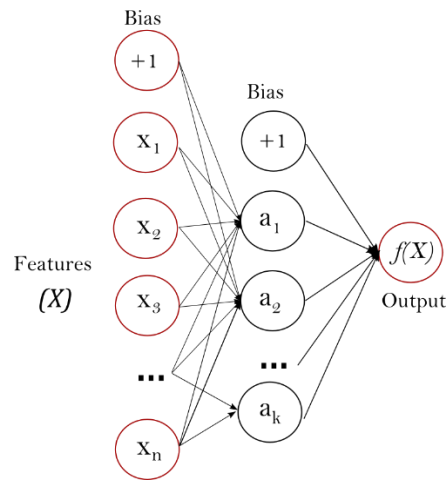 Bias
+1
x1
x2
x3
...
xn
Features
(X)
Bias
+1
a1
a2
...
ak
f(X)
Output